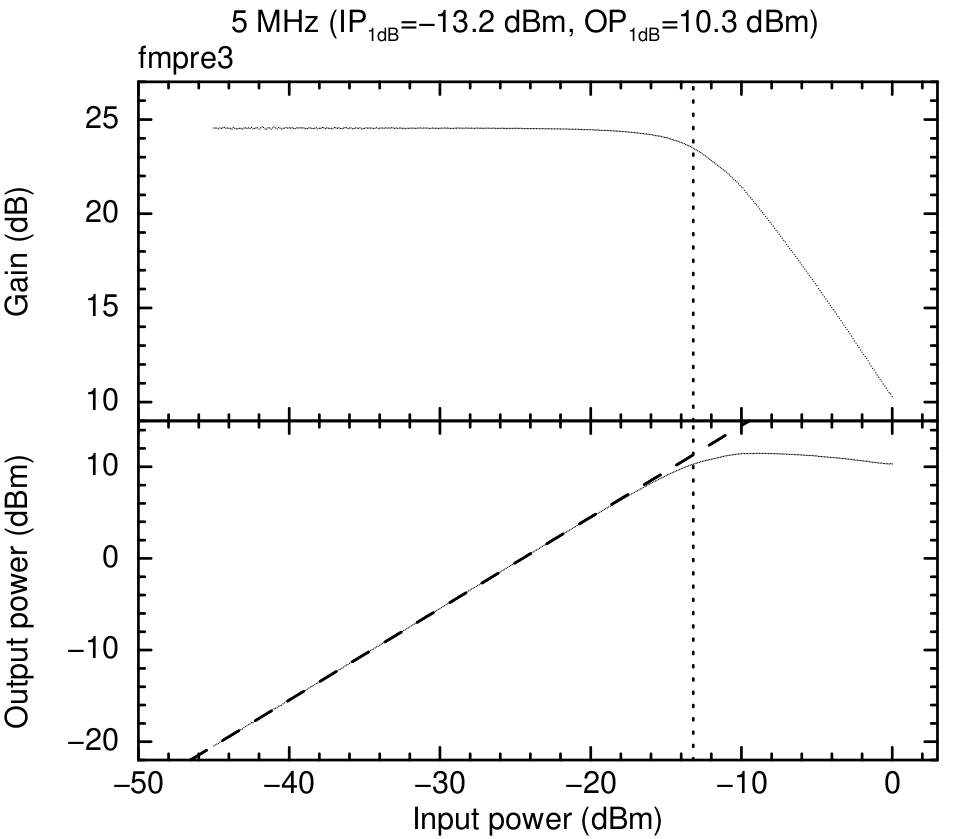 5 MHz (IP1dB=−13.2 dBm, OP1dB=10.3 dBm)
fmpre3
Gain (dB)
25
20
15
10
Output power (dBm)
10
0
−10
−20
−50 −40 −30 −20 −10 0
Input power (dBm)